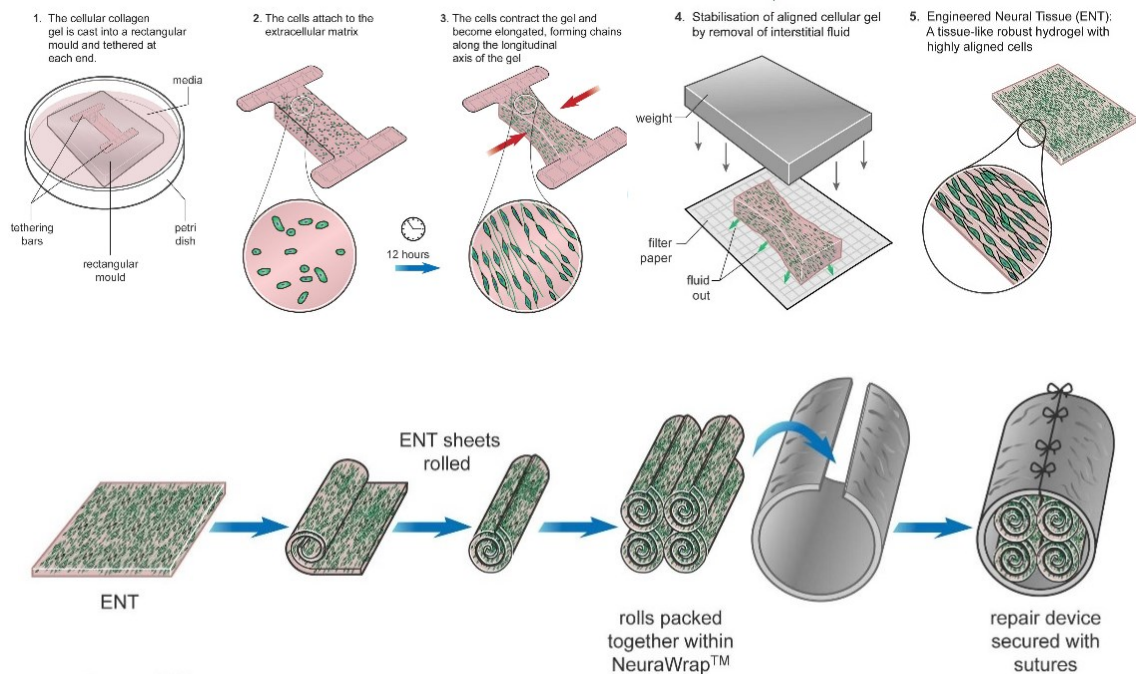 1. The cellular collagen
gel is cast into a rectangular
mould and tethered at
each end.
media
tethering
bars
petri
dish
rectangular
mould
2. The cells attach to the
extracellular matrix
12 hours
3. The cells contract the gel and
become elongated, forming chains
along the longitudinal
axis of the gel
4. Stabilisation of aligned cellular gel
by removal of interstitial fluid
weight
filter
paper
fluid
out
5. Engineered Neural Tissue (ENT):
A tissue-like robust hydrogel with
highly aligned cells
ENT
ENT sheets
rolled
rolls packed
together within
NeuraWrap™
repair device
secured with
sutures